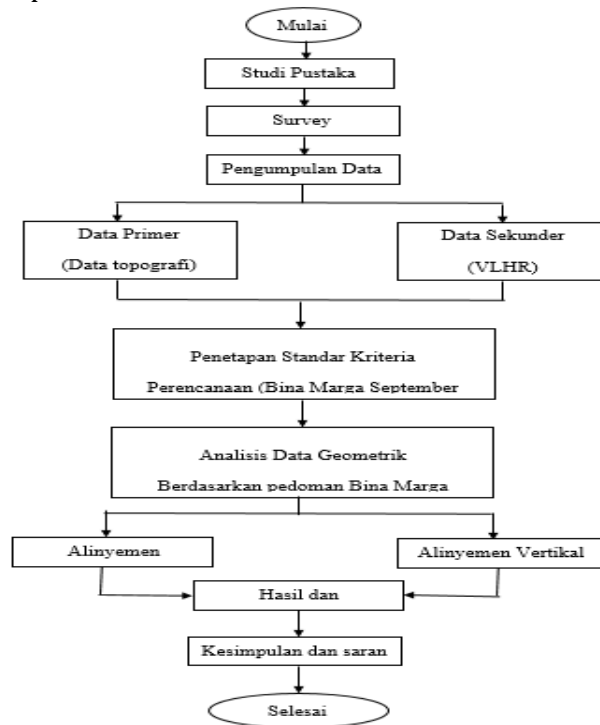 Mulai
Studi Pustaka
Survey
Pengumpulan Data
Data Primer
(Data topografi)
Data Sekunder
(VLHR)
Penetapan Standar Kriteria
Perencanaan (Bina Marga September
Analisis Data Geometrik
Berdasarkan pedoman Bina Marga
Alinyemen
Alinyemen Vertikal
Hasil dan
Kesimpulan dan saran
Selesai